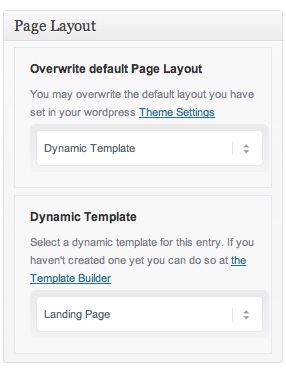 Page Layout
Overwrite default Page Layout
You may overwrite the default layout you have
set in your wordpress Theme Settings
Dynamic Template
Dynamic Template
Select a dynamic template for this entry. If you
haven't created one yet you can do so at the
Template Builder
Landing Page